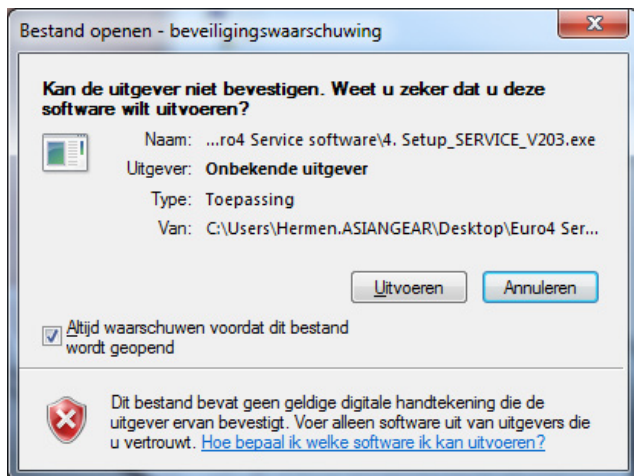 Bestand openen - beveiligingswaarschuwing
Kan de uitgever niet bevestigen. Weet u zeker dat u deze
software wilt uitvoeren?
Naam: ...ro4 Service software\4. Setup_SERVICE_V203.exe
Uitgever: Onbekende uitgever
Type: Toepassing
Van: C:\Users\Hermen.ASIANGEAR\Desktop\Euro4 Ser...
Uitvoeren Annuleren
Altijd waarschuwen voordat dit bestand
wordt geopend
Dit bestand bevat geen geldige digitale handtekening die de
uitgever ervan bevestigt. Voer alleen software uit van uitgevers die
u vertrouwt. Hoe bepaal ik welke software ik kan uitvoeren?